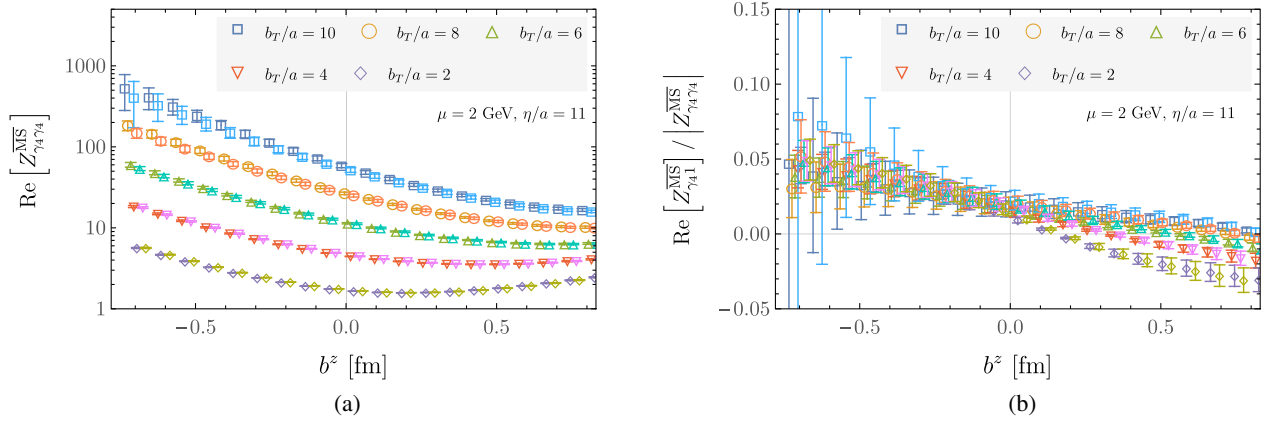 b_T/a = 10 b_T/a = 8 b_T/a = 6
b_T/a = 4 b_T/a = 2
μ = 2 GeV, η/a = 11
Re [Z^{\overline{MS}}_{γ_4γ_4}]
1000
100
10
1
−0.5 0.0 0.5
b^z [fm]
(a)
b_T/a = 10 b_T/a = 8 b_T/a = 6
b_T/a = 4 b_T/a = 2
μ = 2 GeV, η/a = 11
Re [Z^{\overline{MS}}_{γ_4 1}] / |Z^{\overline{MS}}_{γ_4γ_4}|
0.15
0.10
0.05
0.00
−0.05
−0.5 0.0 0.5
b^z [fm]
(b)